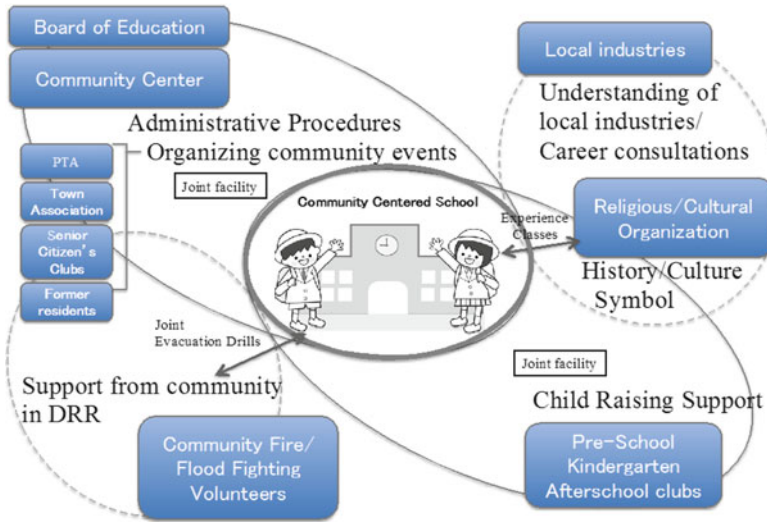 Board of Education
Community Center
Local industries
Understanding of
local industries/
Career consultations
Administrative Procedures
Organizing community events
PTA
Town
Association
Senior
Citizen's
Clubs
Former
residents
Joint facility
Community Centered School
Experience
Classes
Religious/Cultural
Organization
History/Culture
Symbol
Joint
Evacuation Drills
Support from community
in DRR
Community Fire/
Flood Fighting
Volunteers
Joint facility
Child Raising Support
Pre-School
Kindergarten
Afterschool clubs